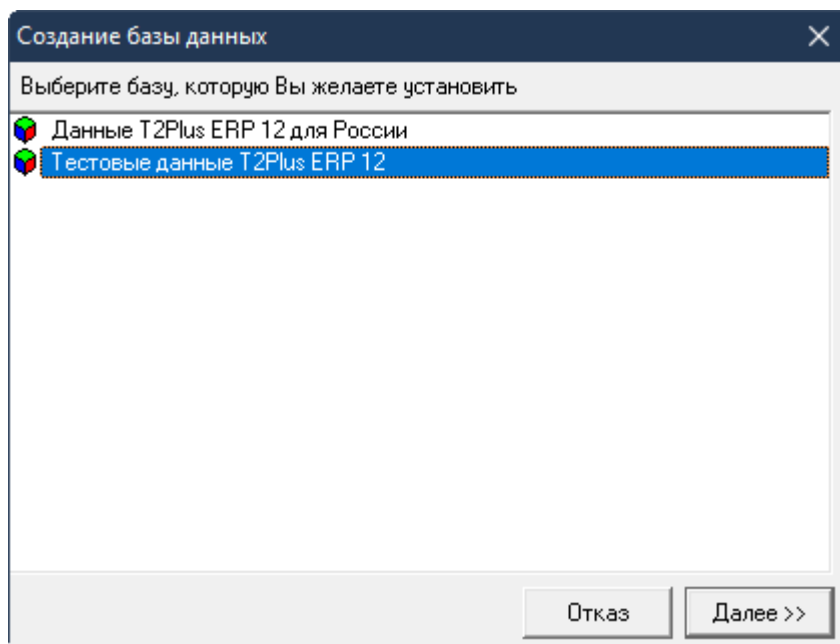 Создание базы данных
Выберите базу, которую Вы желаете установить
Данные T2Plus ERP 12 для России
Тестовые данные T2Plus ERP 12
Отказ
Далее >>